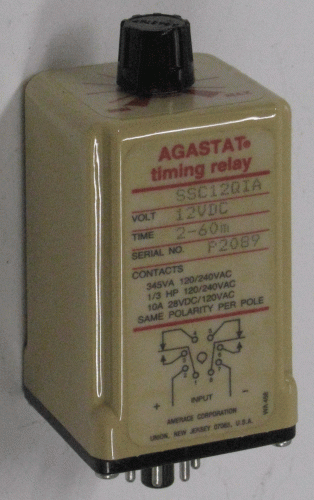 AGASTAT®
timing relay
SSC12QIA
VOLT 12VDC
TIME 2-60m
SERIAL NO. P2089
CONTACTS
345VA 120/240VAC
1/3 HP 120/240VAC
10A 28VDC/120VAC
SAME POLARITY PER POLE
+ INPUT -
AMERACE CORPORATION
UNION, NEW JERSEY 07083, U.S.A.